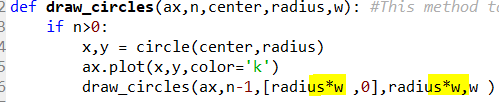 def draw_circles(ax,n,center,radius,w): #This method to
if n>0:
x,y = circle(center,radius)
ax.plot(x,y,color='k')
6 draw_circles(ax,n-1,[radius*w ,0],radius*w,w )